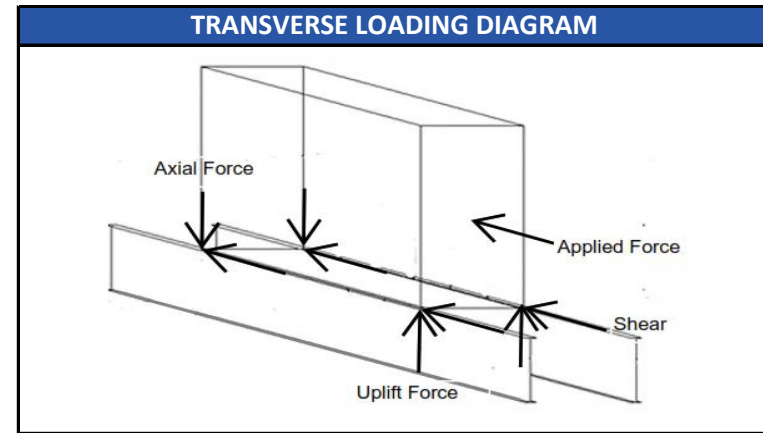 TRANSVERSE LOADING DIAGRAM
Axial Force
Applied Force
Shear
Uplift Force